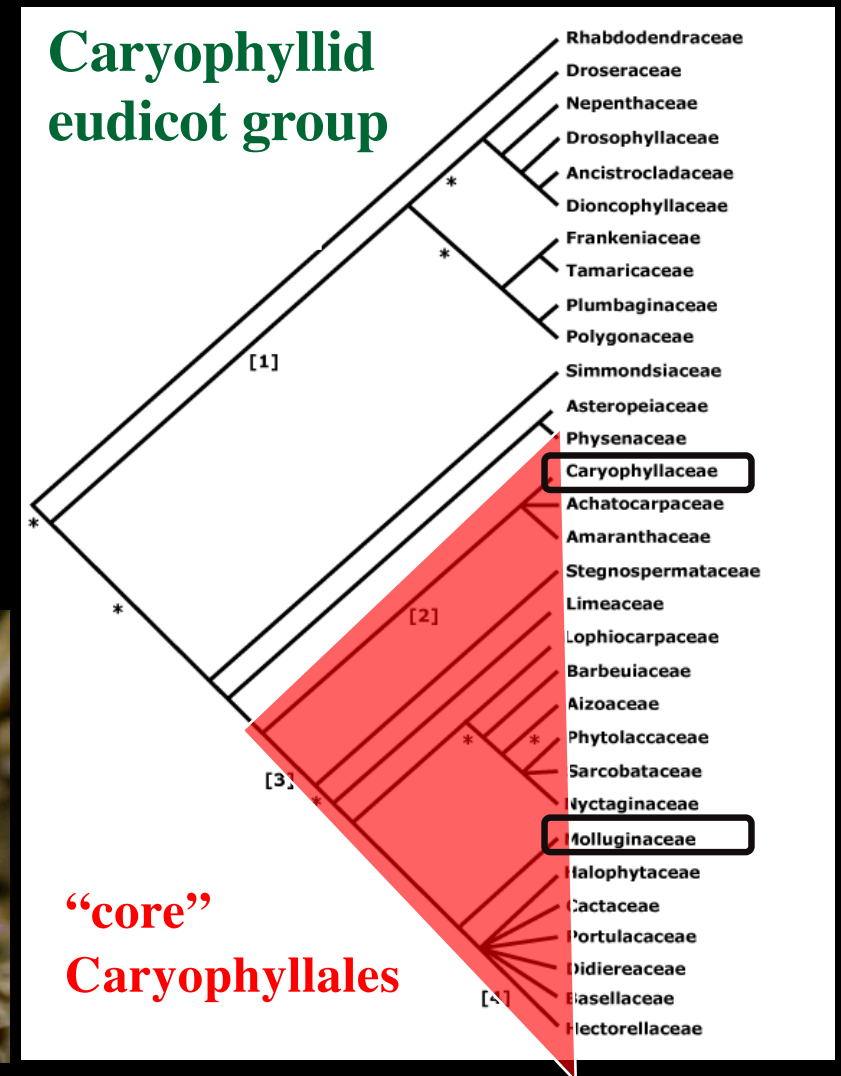 Caryophyllid
eudicot group
Rhabdodendraceae
Droseraceae
Nepenthaceae
Drosophyllaceae
Ancistrocladaceae
Dioncophyllaceae
Frankeniaceae
Tamaricaceae
Plumbaginaceae
Polygonaceae
Simmondsiaceae
Asteropeiaceae
Physenaceae
Caryophyllaceae
Achatocarpaceae
Amaranthaceae
Stegnospermataceae
Limeaceae
Lophiocarpaceae
Barbeuiaceae
Aizoaceae
Phytolaccaceae
Sarcobataceae
Nyctaginaceae
Molluginaceae
Halophytaceae
Cactaceae
Portulacaceae
Didiereaceae
Basellaceae
Hectorellaceae
*
*
[1]
*
*
[2]
*
*
[3]
*
[4]
“core”
Caryophyllales